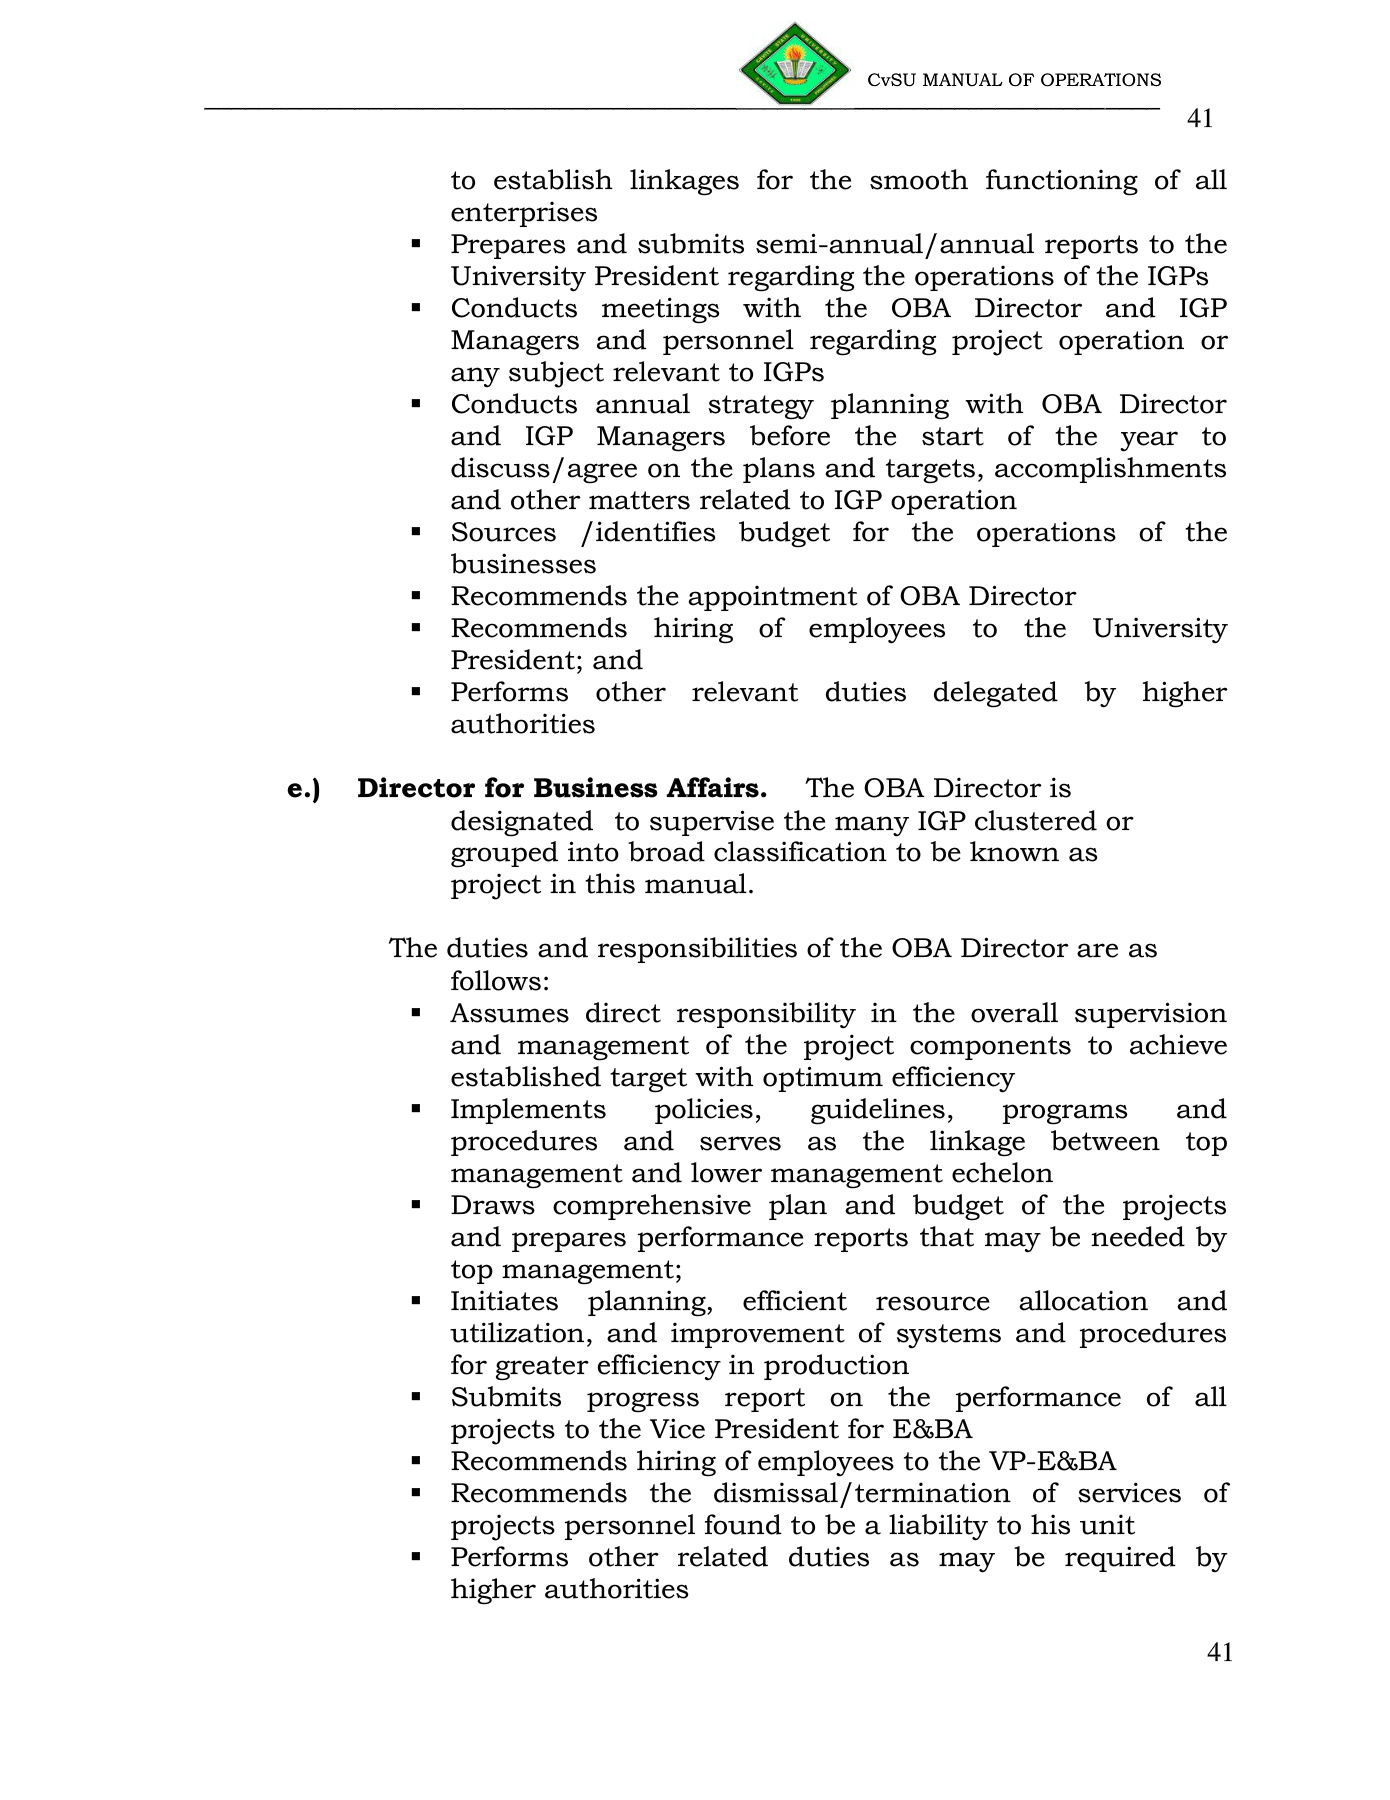 CvSU MANUAL OF OPERATIONS
41
to establish linkages for the smooth functioning of all
enterprises
▪ Prepares and submits semi-annual/annual reports to the
University President regarding the operations of the IGPs
▪ Conducts meetings with the OBA Director and IGP
Managers and personnel regarding project operation or
any subject relevant to IGPs
▪ Conducts annual strategy planning with OBA Director
and IGP Managers before the start of the year to
discuss/agree on the plans and targets, accomplishments
and other matters related to IGP operation
▪ Sources /identifies budget for the operations of the
businesses
▪ Recommends the appointment of OBA Director
▪ Recommends hiring of employees to the University
President; and
▪ Performs other relevant duties delegated by higher
authorities
e.) Director for Business Affairs. The OBA Director is
designated to supervise the many IGP clustered or
grouped into broad classification to be known as
project in this manual.
The duties and responsibilities of the OBA Director are as
follows:
▪ Assumes direct responsibility in the overall supervision
and management of the project components to achieve
established target with optimum efficiency
▪ Implements policies, guidelines, programs and
procedures and serves as the linkage between top
management and lower management echelon
▪ Draws comprehensive plan and budget of the projects
and prepares performance reports that may be needed by
top management;
▪ Initiates planning, efficient resource allocation and
utilization, and improvement of systems and procedures
for greater efficiency in production
▪ Submits progress report on the performance of all
projects to the Vice President for E&BA
▪ Recommends hiring of employees to the VP-E&BA
▪ Recommends the dismissal/termination of services of
projects personnel found to be a liability to his unit
▪ Performs other related duties as may be required by
higher authorities
41